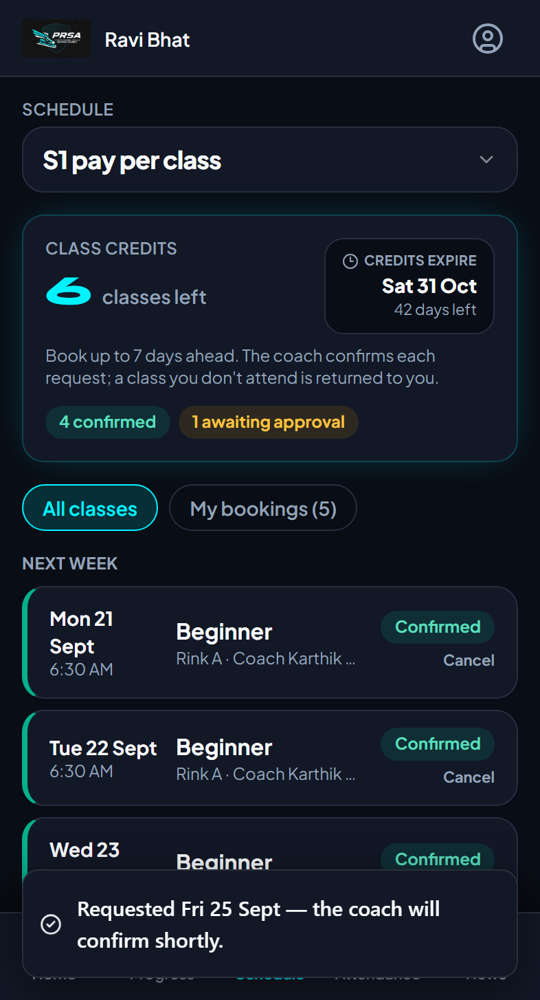 PRSA
Ravi Bhat
SCHEDULE
S1 pay per class
CLASS CREDITS
6 classes left
CREDITS EXPIRE
Sat 31 Oct
42 days left
Book up to 7 days ahead. The coach confirms each
request; a class you don't attend is returned to you.
4 confirmed
1 awaiting approval
All classes
My bookings (5)
NEXT WEEK
Mon 21
Sept
6:30 AM
Beginner
Rink A · Coach Karthik ...
Confirmed
Cancel
Tue 22 Sept
6:30 AM
Beginner
Rink A · Coach Karthik ...
Confirmed
Cancel
Wed 23
Beginner
Confirmed
Requested Fri 25 Sept — the coach will
confirm shortly.
Schedule